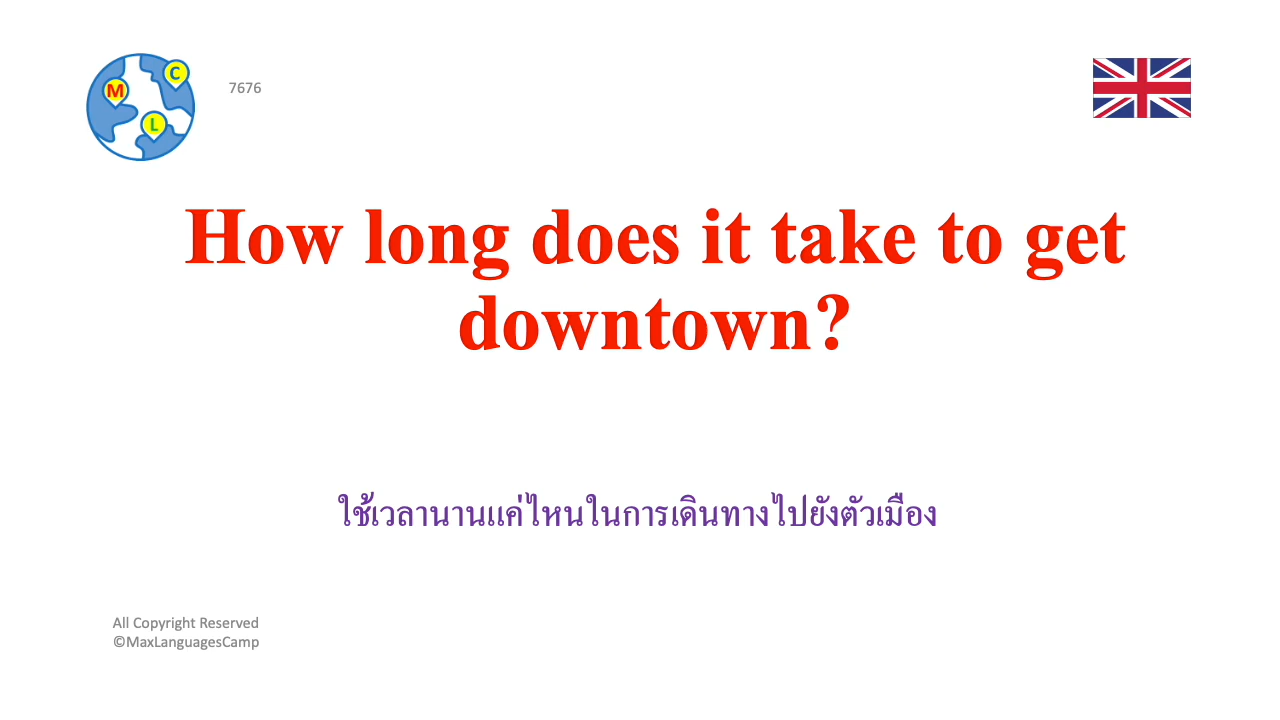 M
C
L
7676
How long does it take to get
downtown?
ใช้เวลานานแค่ไหนในการเดินทางไปยังตัวเมือง
All Copyright Reserved
©MaxLanguagesCamp